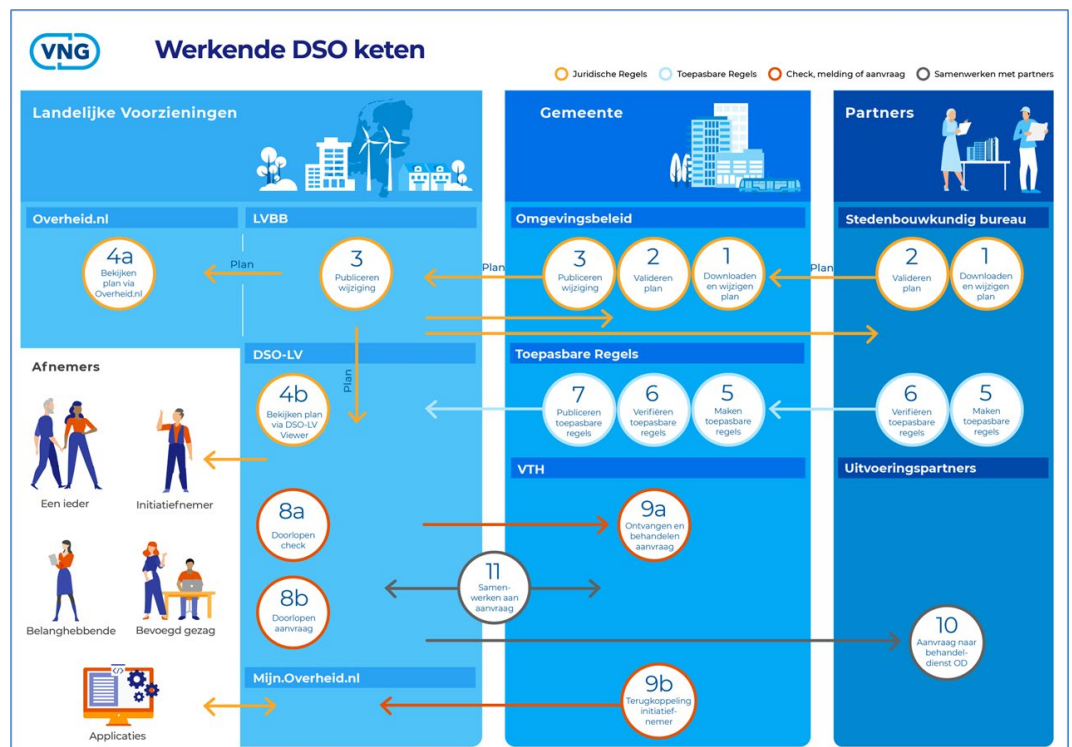 VNG
Werkende DSO keten
Juridische Regels
Toepasbare Regels
Check, melding of aanvraag
Samenwerken met partners
Landelijke Voorzieningen
Gemeente
Partners
Overheid.nl
LVBB
Omgevingsbeleid
Stedenbouwkundig bureau
4a
Bekijken
plan via
Overheid.nl
Plan
3
Publiceren
wijziging
Plan
3
Publiceren
wijziging
2
Valideren
plan
1
Downloaden
en wijzigen
plan
Plan
2
Valideren
plan
1
Downloaden
en wijzigen
plan
Plan
Afnemers
DSO-LV
Toepasbare Regels
4b
Bekijken plan
via DSO-LV
Viewer
7
Publiceren
toepasbare
regels
6
Verifiëren
toepasbare
regels
5
Maken
toepasbare
regels
6
Verifiëren
toepasbare
regels
5
Maken
toepasbare
regels
VTH
Uitvoeringspartners
Een ieder
Initiatiefnemer
8a
Doorlopen
check
9a
Ontvangen en
behandelen
aanvraag
11
Samen-
werken aan
aanvraag
8b
Doorlopen
aanvraag
Belanghebbende
Bevoegd gezag
10
Aanvraag naar
behandel-
dienst OD
Mijn.Overheid.nl
9b
Terugkoppeling
initiatief-
nemer
</>
Applicaties